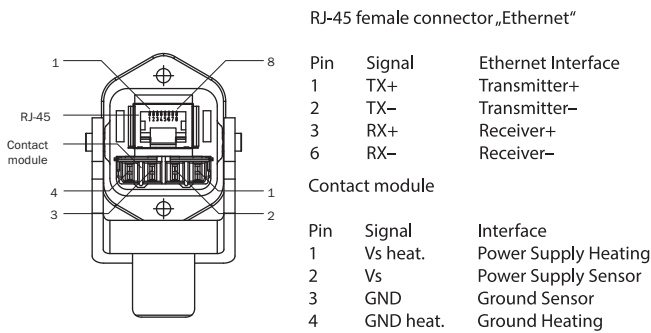 RJ-45 female connector „Ethernet“
Pin Signal Ethernet Interface
1 TX+ Transmitter+
2 TX– Transmitter–
3 RX+ Receiver+
6 RX– Receiver–
Contact module
Pin Signal Interface
1 Vs heat. Power Supply Heating
2 Vs Power Supply Sensor
3 GND Ground Sensor
4 GND heat. Ground Heating
1
8
12345678
RJ-45
Contact
module
4
1
3
2